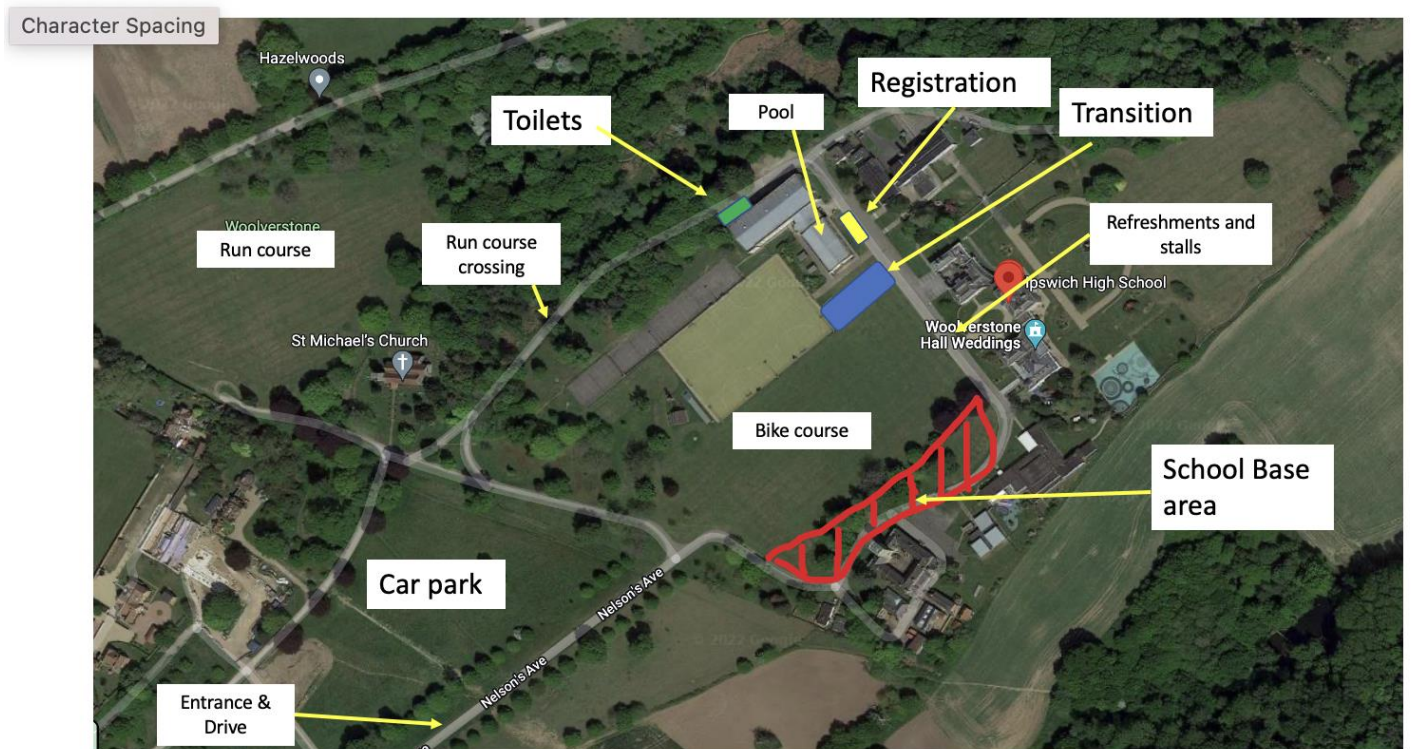 Character Spacing
Hazelwoods
Registration
Toilets
Pool
Transition
Woolverstone
Run course
Run course
crossing
Refreshments and
stalls
Ipswich High School
St Michael's Church
Woolverstone
Hall Weddings
Bike course
School Base
area
Car park
Nelson's Ave
Nelson's Ave
Entrance &
Drive